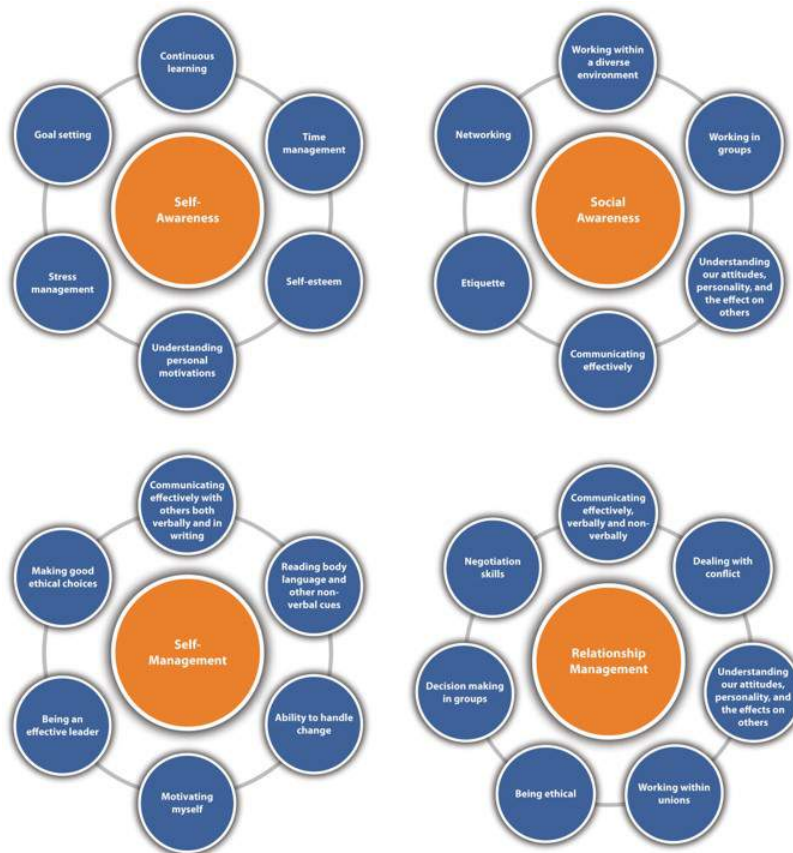 Continuous
learning
Goal setting
Time
management
Self-
Awareness
Stress
management
Self-esteem
Understanding
personal
motivations
Working within
a diverse
environment
Networking
Working in
groups
Social
Awareness
Etiquette
Understanding
our attitudes,
personality, and
the effect on
others
Communicating
effectively
Communicating
effectively with
others both
verbally and in
writing
Making good
ethical choices
Reading body
language and
other non-
verbal cues
Self-
Management
Being an
effective leader
Ability to handle
change
Motivating
myself
Communicating
effectively,
verbally and non-
verbally
Negotiation
skills
Dealing with
conflict
Relationship
Management
Decision making
in groups
Understanding
our attitudes,
personality, and
the effects on
others
Being ethical
Working within
unions